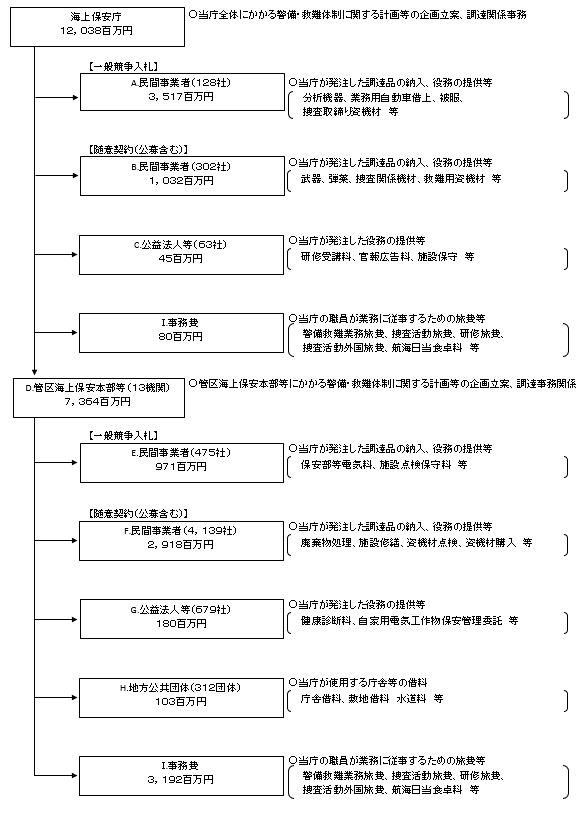 海上保安庁
12,038百万円
○当庁全体にかかる警備・救難体制に関する計画等の企画立案、調達関係事務
【一般競争入札】
A.民間事業者(128社)
3,517百万円
○当庁が発注した調達品の納入、役務の提供等
分析機器、業務用自動車借上、被服、
捜査取締り資機材 等
【随意契約(公募含む)】
B.民間事業者(302社)
1,032百万円
○当庁が発注した調達品の納入、役務の提供等
武器、弾薬、捜査関係機材、救難用資機材 等
C.公益法人等(63社)
45百万円
○当庁が発注した役務の提供等
研修受講料、官報広告料、施設保守 等
I.事務費
80百万円
○当庁の職員が業務に従事するための旅費等
警備救難業務旅費、捜査活動旅費、研修旅費、
捜査活動外国旅費、航海日当食卓料 等
D.管区海上保安本部等(13機関)
7,364百万円
○管区海上保安本部等にかかる警備・救難体制に関する計画等の企画立案、調達事務関係
【一般競争入札】
E.民間事業者(475社)
971百万円
○当庁が発注した調達品の納入、役務の提供等
保安部等電気料、施設点検保守料 等
【随意契約(公募含む)】
F.民間事業者(4,139社)
2,918百万円
○当庁が発注した調達品の納入、役務の提供等
廃棄物処理、施設修繕、資機材点検、資機材購入 等
G.公益法人等(679社)
180百万円
○当庁が発注した役務の提供等
健康診断料、自家用電気工作物保安管理委託 等
H.地方公共団体(312団体)
103百万円
○当庁が使用する庁舎等の借料
庁舎借料、敷地借料 水道料 等
I.事務費
3,192百万円
○当庁の職員が業務に従事するための旅費等
警備救難業務旅費、捜査活動旅費、研修旅費、
捜査活動外国旅費、航海日当食卓料 等